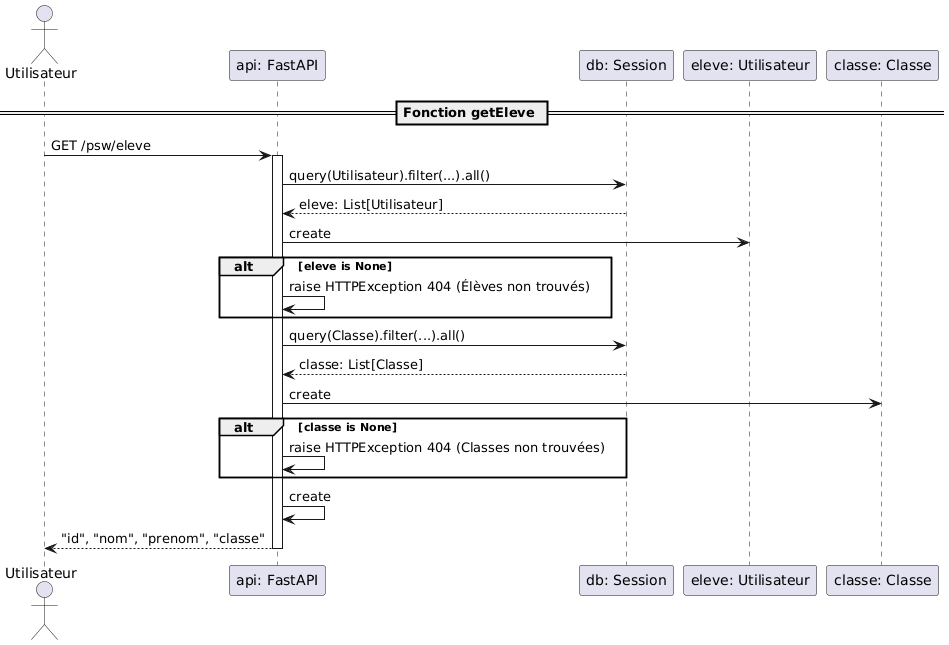 Utilisateur
api: FastAPI
db: Session
eleve: Utilisateur
classe: Classe
Fonction getEleve
GET /psw/eleve
query(Utilisateur).filter(...).all()
eleve: List[Utilisateur]
create
alt
[eleve is None]
raise HTTPException 404 (Élèves non trouvés)
query(Classe).filter(...).all()
classe: List[Classe]
create
alt
[classe is None]
raise HTTPException 404 (Classes non trouvées)
create
"id", "nom", "prenom", "classe"
Utilisateur
api: FastAPI
db: Session
eleve: Utilisateur
classe: Classe